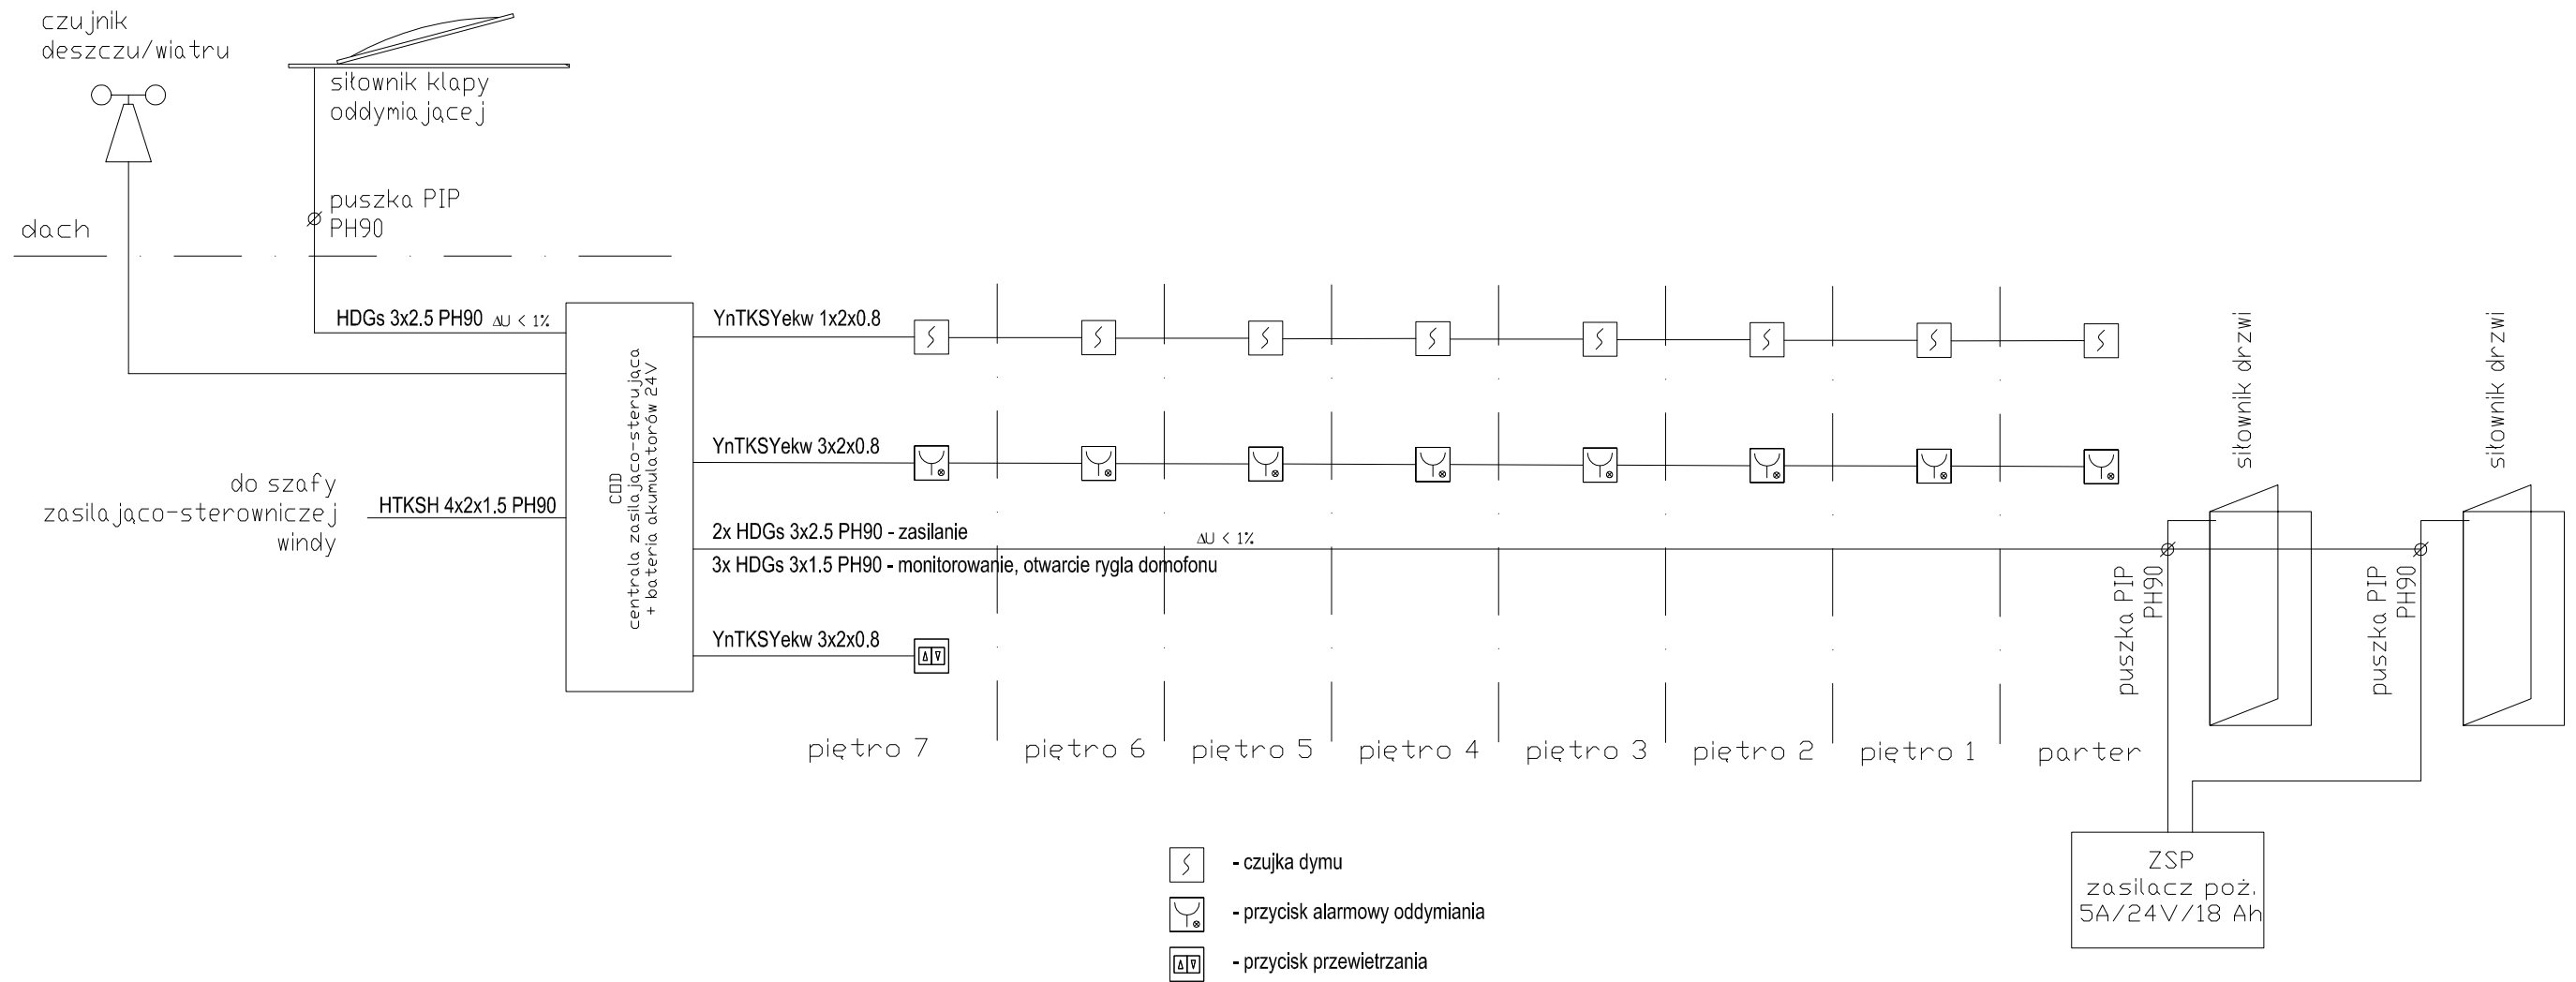 czujnik
deszczu/wiatru
siłownik klapy
oddymiającej
puszka PIP
PH90
dach
HDGs 3x2.5 PH90 ΔU < 1%
YnTKSYekw 1x2x0.8
COD
centrala zasilająco-sterująca
+ bateria akumulatorów 24V
YnTKSYekw 3x2x0.8
do szafy
zasilająco-sterowniczej
windy
HTKSH 4x2x1.5 PH90
2x HDGs 3x2.5 PH90 - zasilanie ΔU < 1%
3x HDGs 3x1.5 PH90 - monitorowanie, otwarcie rygla domofonu
YnTKSYekw 3x2x0.8
siłownik drzwi
siłownik drzwi
puszka PIP
PH90
puszka PIP
PH90
piętro 7 piętro 6 piętro 5 piętro 4 piętro 3 piętro 2 piętro 1 parter
ZSP
zasilacz poż.
5A/24V/18 Ah
- czujka dymu
- przycisk alarmowy oddymiania
- przycisk przewietrzania